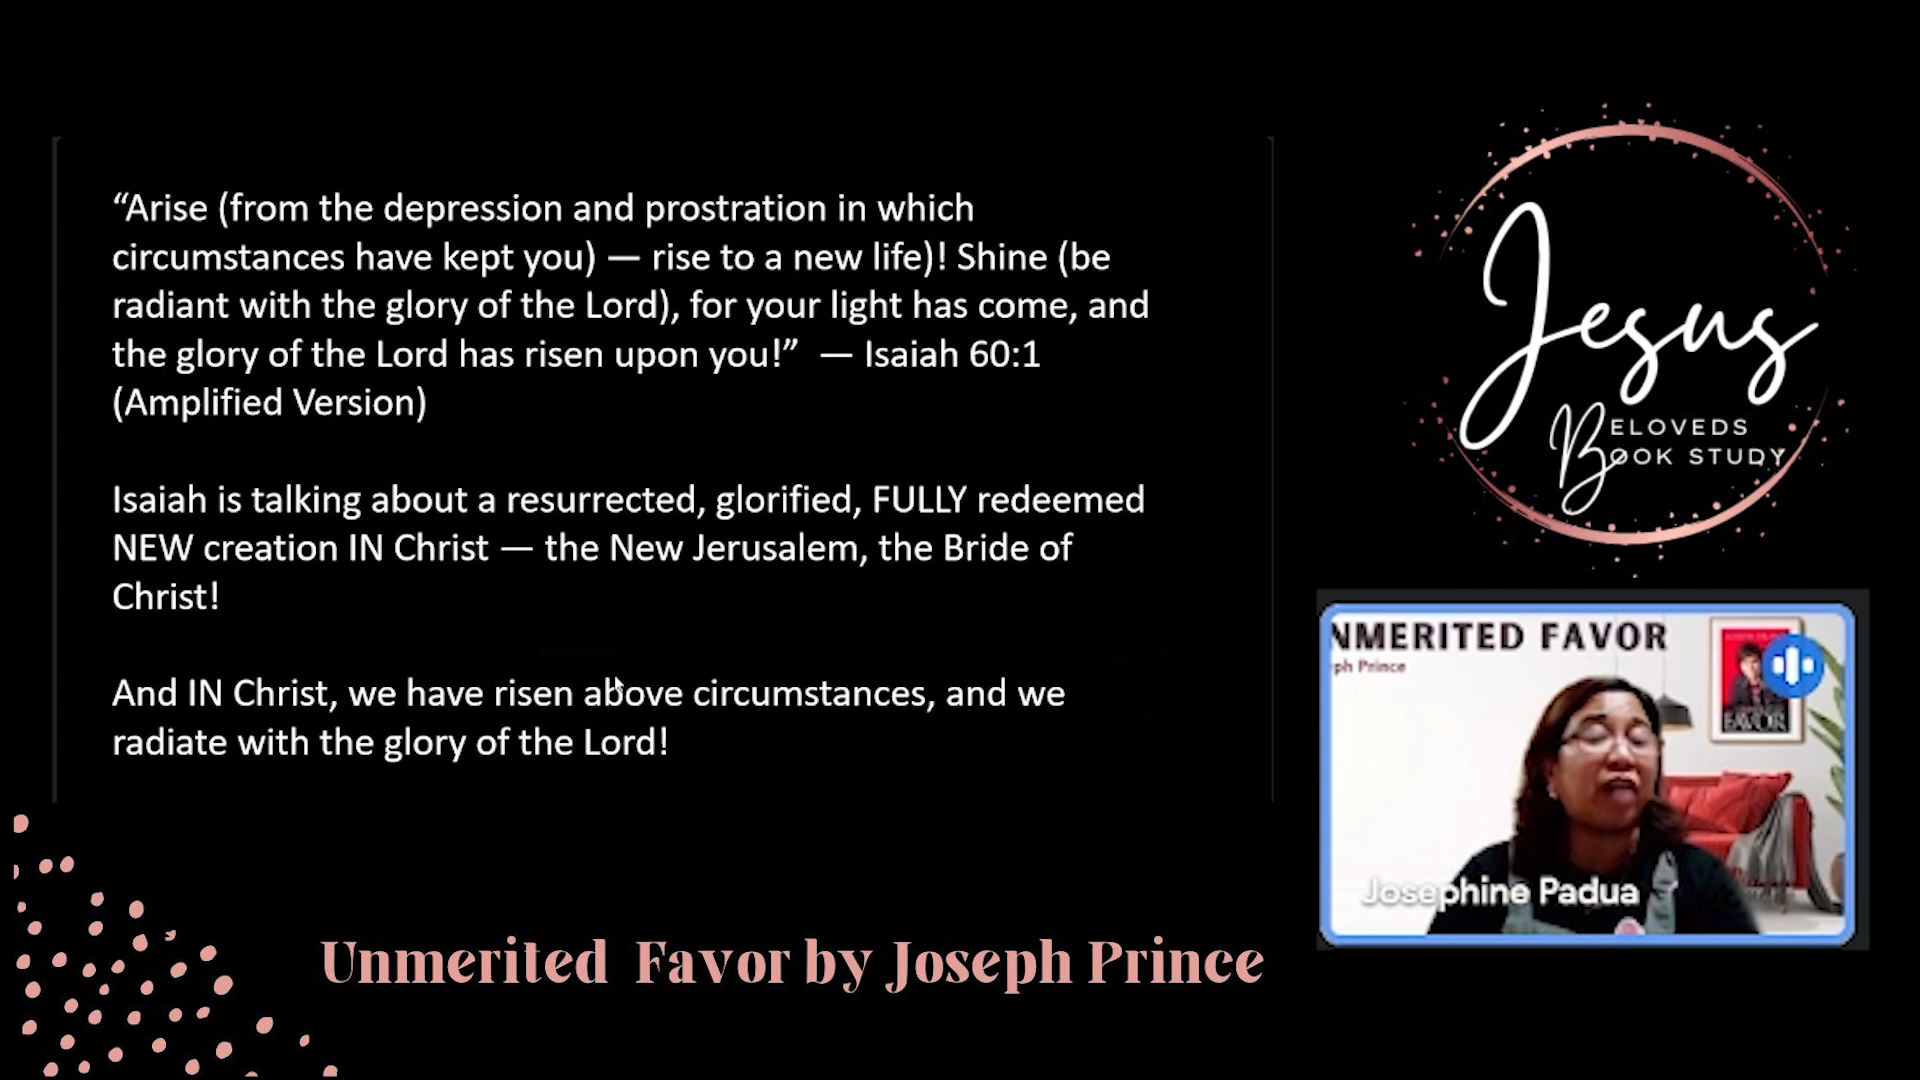 “Arise (from the depression and prostration in which
circumstances have kept you) — rise to a new life)! Shine (be
radiant with the glory of the Lord), for your light has come, and
the glory of the Lord has risen upon you!”  — Isaiah 60:1
(Amplified Version)
Isaiah is talking about a resurrected, glorified, FULLY redeemed
NEW creation IN Christ — the New Jerusalem, the Bride of
Christ!
And IN Christ, we have risen above circumstances, and we
radiate with the glory of the Lord!
Jesus
BELOVEDS
BOOK STUDY
NMERITED FAVOR
ph Prince
FAVOR
Josephine Padua
Unmerited Favor by Joseph Prince